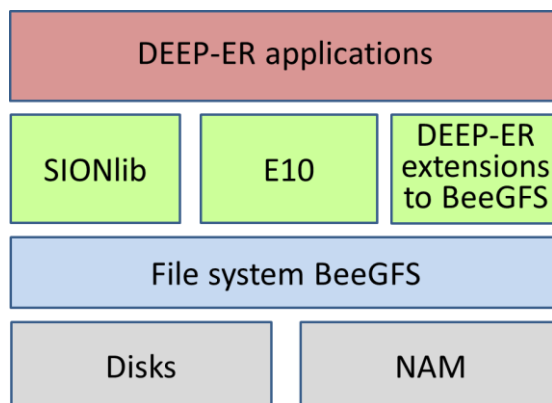 DEEP-ER applications
SIONlib
E10
DEEP-ER
extensions
to BeeGFS
File system BeeGFS
Disks
NAM